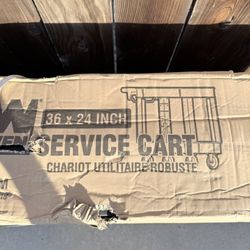 36 x 24 INCH
SERVICE CART
CHARIOT UTILITAIRE ROBUSTE